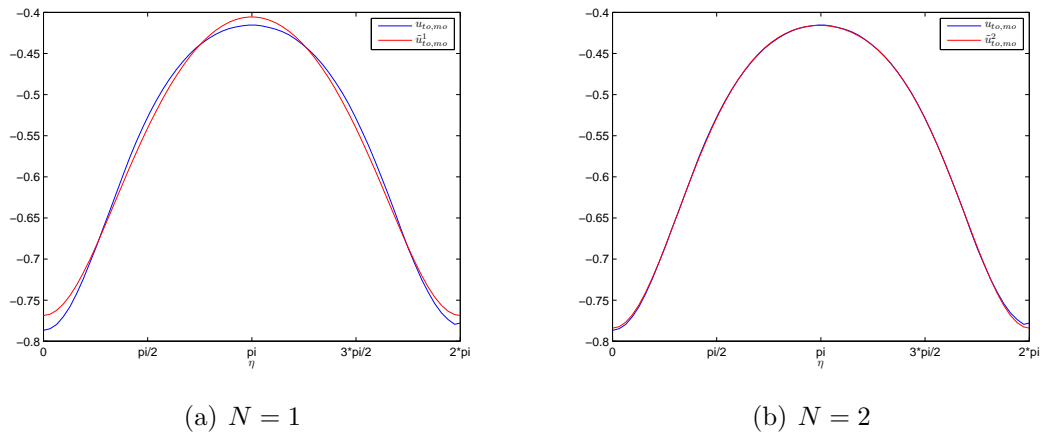 −0.4
−0.45
−0.5
−0.55
−0.6
−0.65
−0.7
−0.75
−0.8
0 pi/2 pi 3*pi/2 2*pi
η
u_{to,mo}
ũ^1_{to,mo}
(a) N = 1
−0.4
−0.45
−0.5
−0.55
−0.6
−0.65
−0.7
−0.75
−0.8
0 pi/2 pi 3*pi/2 2*pi
η
u_{to,mo}
ũ^2_{to,mo}
(b) N = 2